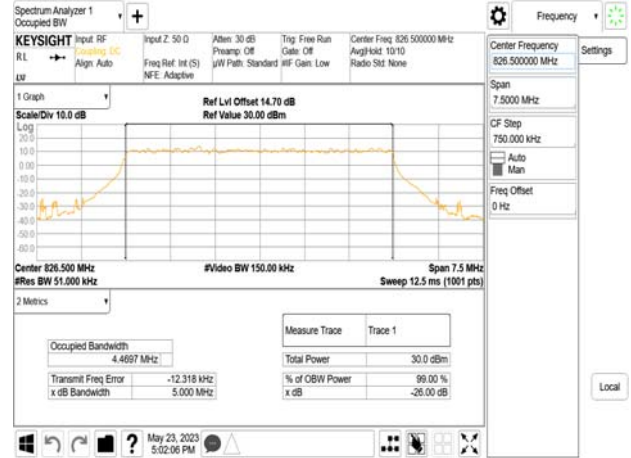 Spectrum Analyzer 1
Occupied BW
+
Frequency
KEYSIGHT
RL
LV
Input: RF
Coupling: DC
Align: Auto
Input Z: 50 Ω
Freq Ref: Int (S)
NFE: Adaptive
Atten: 30 dB
Preamp: Off
µW Path: Standard
Trig: Free Run
Gate: Off
#IF Gain: Low
Center Freq: 826.500000 MHz
Avg|Hold: 10/10
Radio Std: None
Center Frequency
826.500000 MHz
Settings
Span
7.5000 MHz
CF Step
750.000 kHz
Auto
Man
Freq Offset
0 Hz
Local
1 Graph
Scale/Div 10.0 dB
Ref Lvl Offset 14.70 dB
Ref Value 30.00 dBm
Log
20.0
10.0
0.00
-10.0
-20.0
-30.0
-40.0
-50.0
-60.0
Center 826.500 MHz
#Video BW 150.00 kHz
Span 7.5 MHz
#Res BW 51.000 kHz
Sweep 12.5 ms (1001 pts)
2 Metrics
Measure Trace
Trace 1
Occupied Bandwidth
4.4697 MHz
Total Power
30.0 dBm
Transmit Freq Error
-12.318 kHz
% of OBW Power
99.00 %
x dB Bandwidth
5.000 MHz
x dB
-26.00 dB
?
May 23, 2023
5:02:06 PM